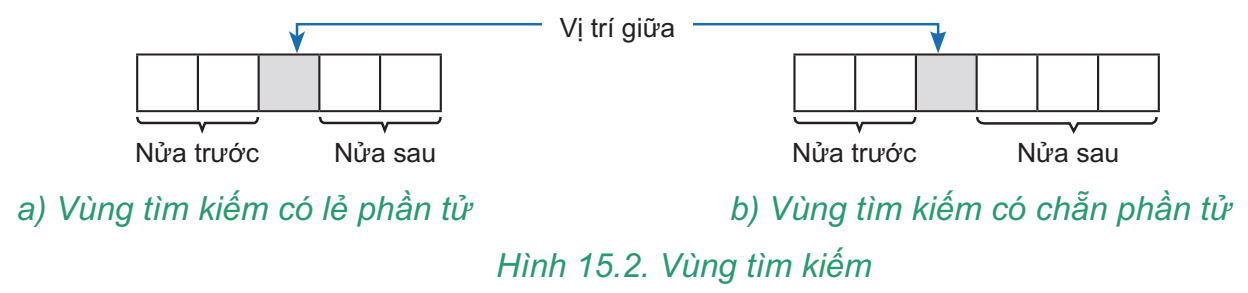 Vị trí giữa
Nửa trước Nửa sau Nửa trước Nửa sau
a) Vùng tìm kiếm có lẻ phần tử b) Vùng tìm kiếm có chẵn phần tử
Hình 15.2. Vùng tìm kiếm